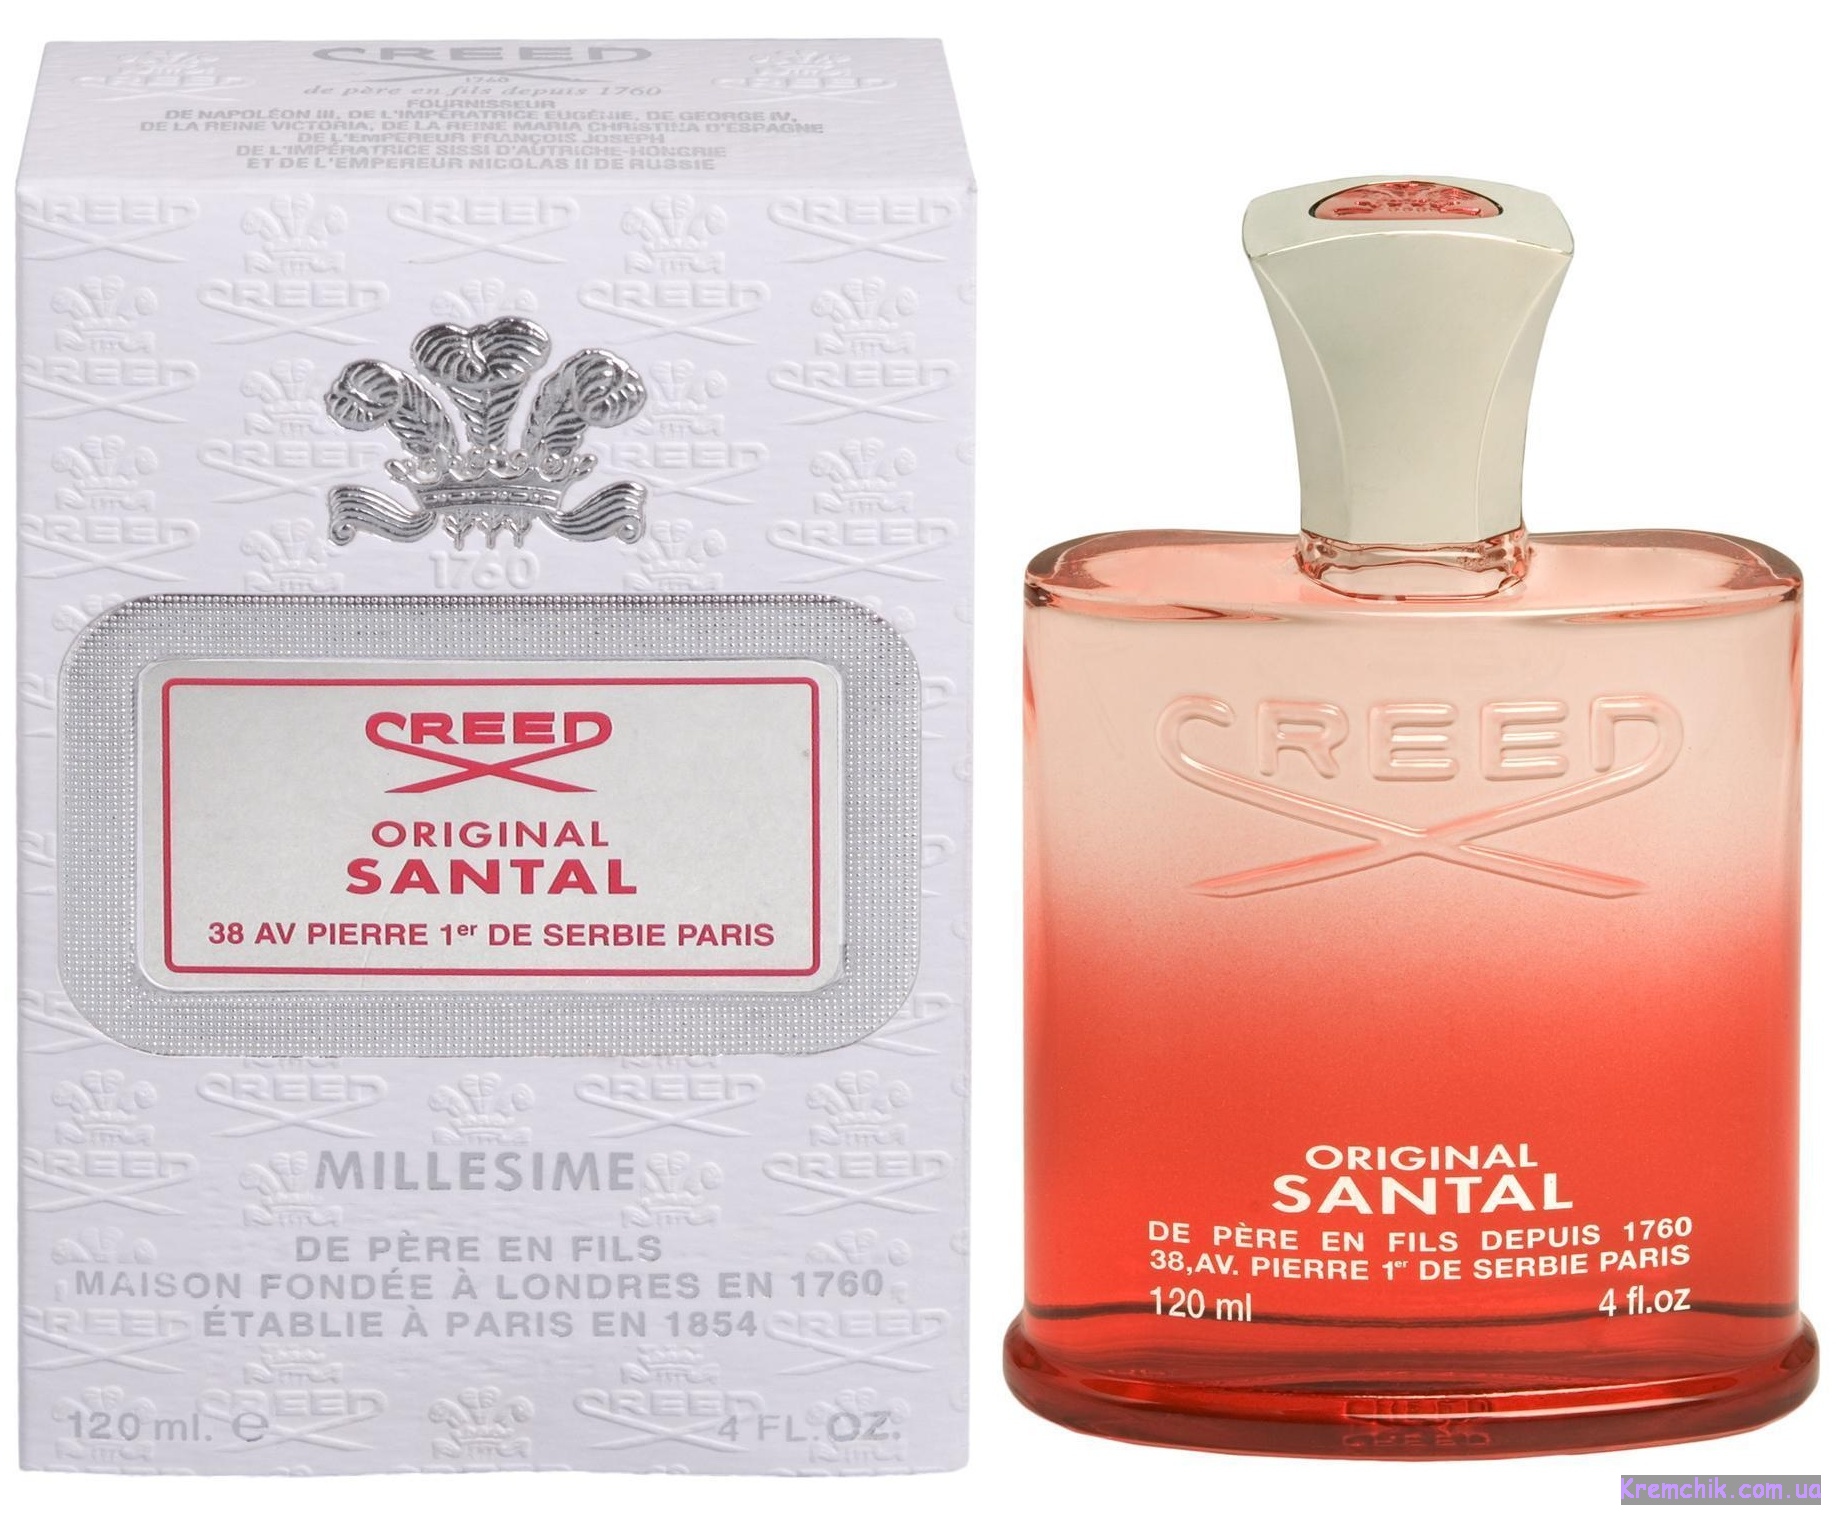 CREED
1760
de père en fils depuis 1760
FOURNISSEUR
DE NAPOLÉON III, DE L'IMPÉRATRICE EUGÉNIE, DE GEORGE IV,
DE LA REINE VICTORIA, DE LA REINE MARIA CHRISTINA D'ESPAGNE
DE L'EMPEREUR FRANÇOIS JOSEPH
DE L'IMPÉRATRICE SISSI D'AUTRICHE-HONGRIE
ET DE L'EMPEREUR NICOLAS II DE RUSSIE
1760
CREED
ORIGINAL
SANTAL
38 AV PIERRE 1er DE SERBIE PARIS
MILLESIME
DE PÈRE EN FILS
MAISON FONDÉE À LONDRES EN 1760,
ÉTABLIE À PARIS EN 1854
120 ml. e 4 FL.OZ.
CREED
ORIGINAL
SANTAL
DE PÈRE EN FILS DEPUIS 1760
38,AV. PIERRE 1er DE SERBIE PARIS
120 ml 4 fl.oz
CREED
Kremchik.com.ua